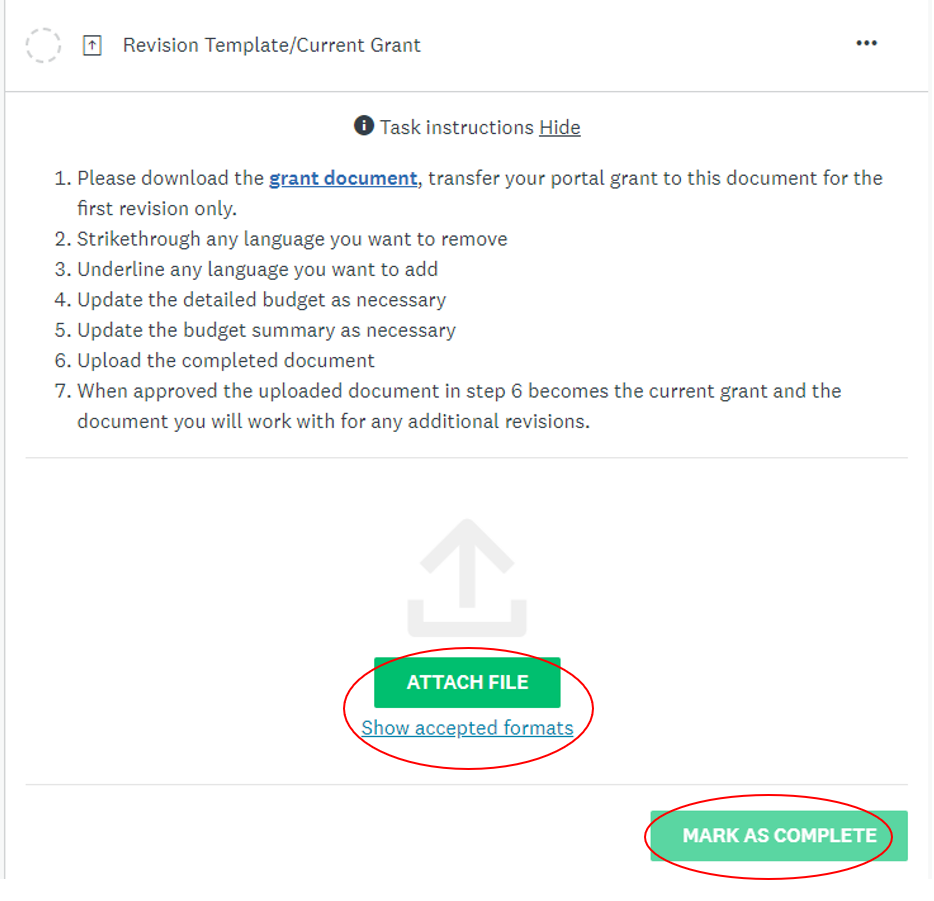 Revision Template/Current Grant
Task instructions Hide
1. Please download the grant document, transfer your portal grant to this document for the
first revision only.
2. Strikethrough any language you want to remove
3. Underline any language you want to add
4. Update the detailed budget as necessary
5. Update the budget summary as necessary
6. Upload the completed document
7. When approved the uploaded document in step 6 becomes the current grant and the
document you will work with for any additional revisions.
ATTACH FILE
Show accepted formats
MARK AS COMPLETE